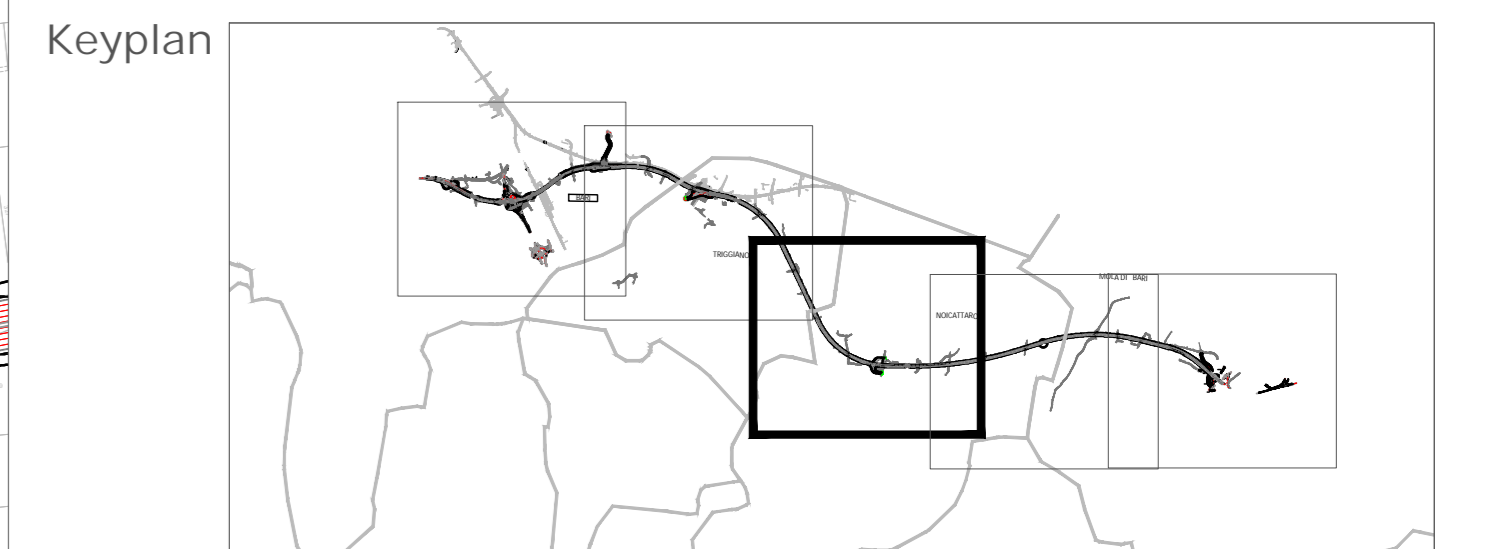 Keyplan
BARI
TRIGGIANO
MOLA DI BARI
NOICATTARO